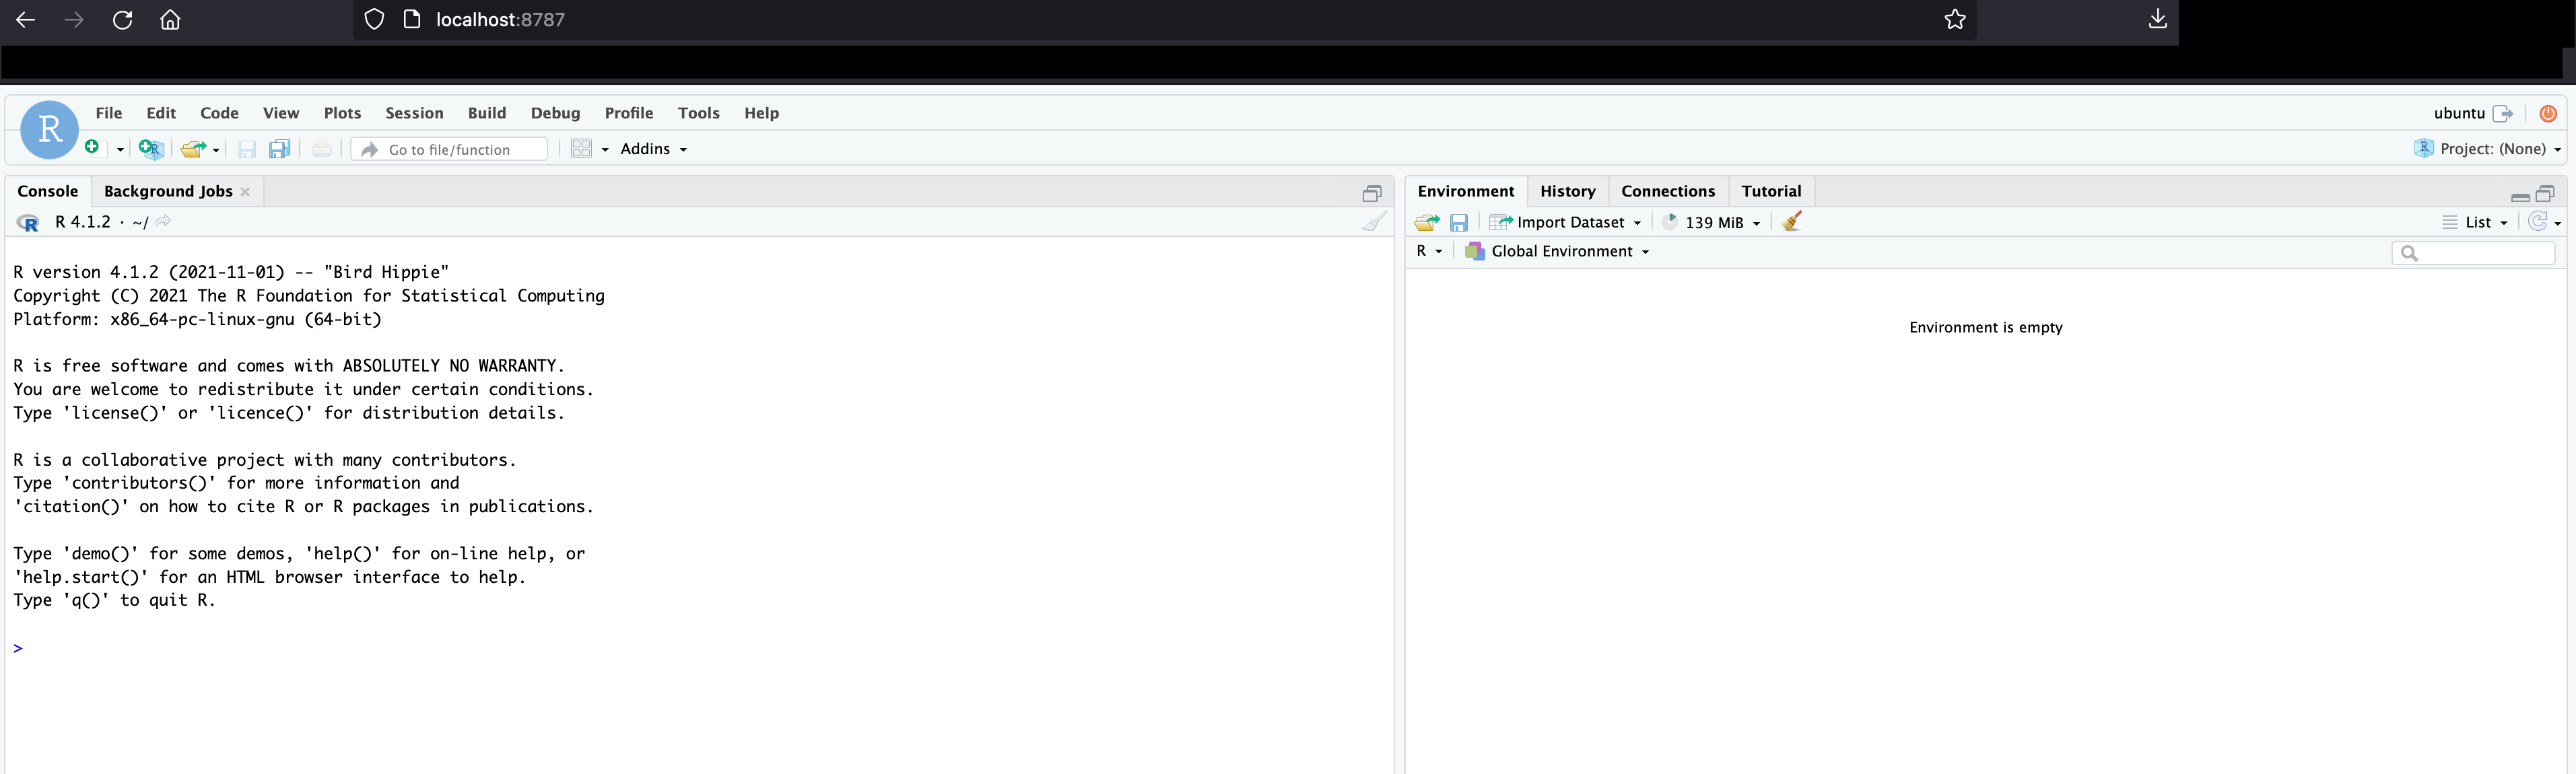 localhost:8787
R File Edit Code View Plots Session Build Debug Profile Tools Help ubuntu
Go to file/function Addins Project: (None)
Console Background Jobs
R 4.1.2 · ~/
R version 4.1.2 (2021-11-01) -- "Bird Hippie"
Copyright (C) 2021 The R Foundation for Statistical Computing
Platform: x86_64-pc-linux-gnu (64-bit)
R is free software and comes with ABSOLUTELY NO WARRANTY.
You are welcome to redistribute it under certain conditions.
Type 'license()' or 'licence()' for distribution details.
R is a collaborative project with many contributors.
Type 'contributors()' for more information and
'citation()' on how to cite R or R packages in publications.
Type 'demo()' for some demos, 'help()' for on-line help, or
'help.start()' for an HTML browser interface to help.
Type 'q()' to quit R.
>
Environment History Connections Tutorial
Import Dataset 139 MiB List
R Global Environment
Environment is empty